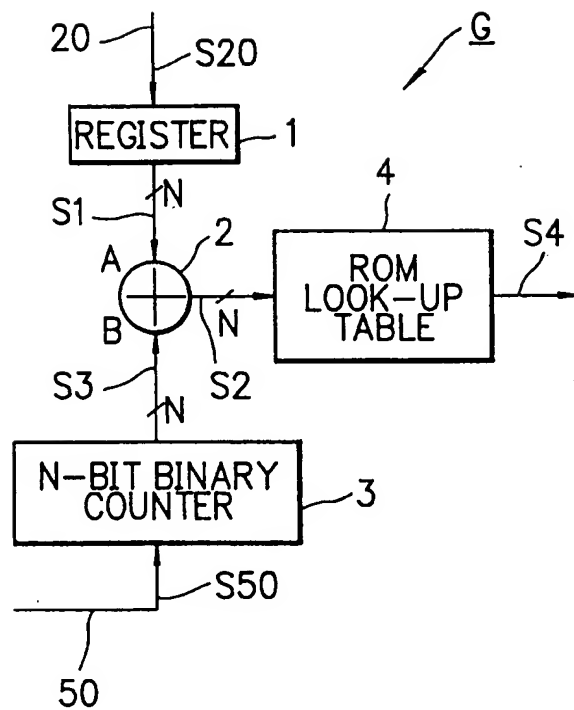 20
S20
G
REGISTER
1
N
S1
A
2
4
ROM
LOOK-UP
TABLE
S4
B
N
S2
S3
N
N-BIT BINARY
COUNTER
3
S50
50